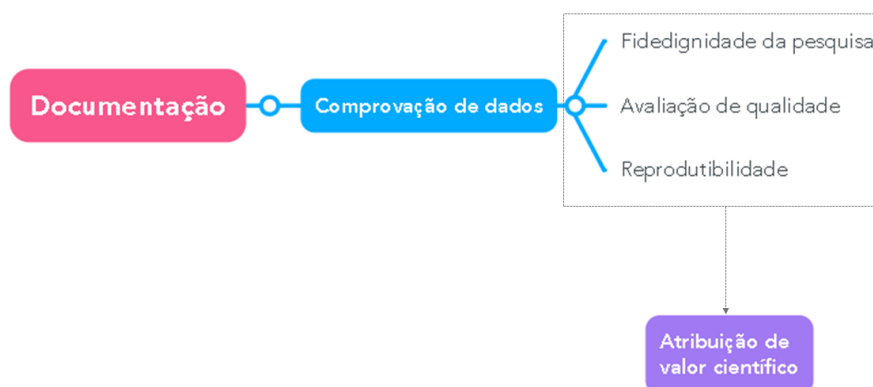 Documentação
Comprovação de dados
Fidedignidade da pesquisa
Avaliação de qualidade
Reprodutibilidade
Atribuição de
valor científico